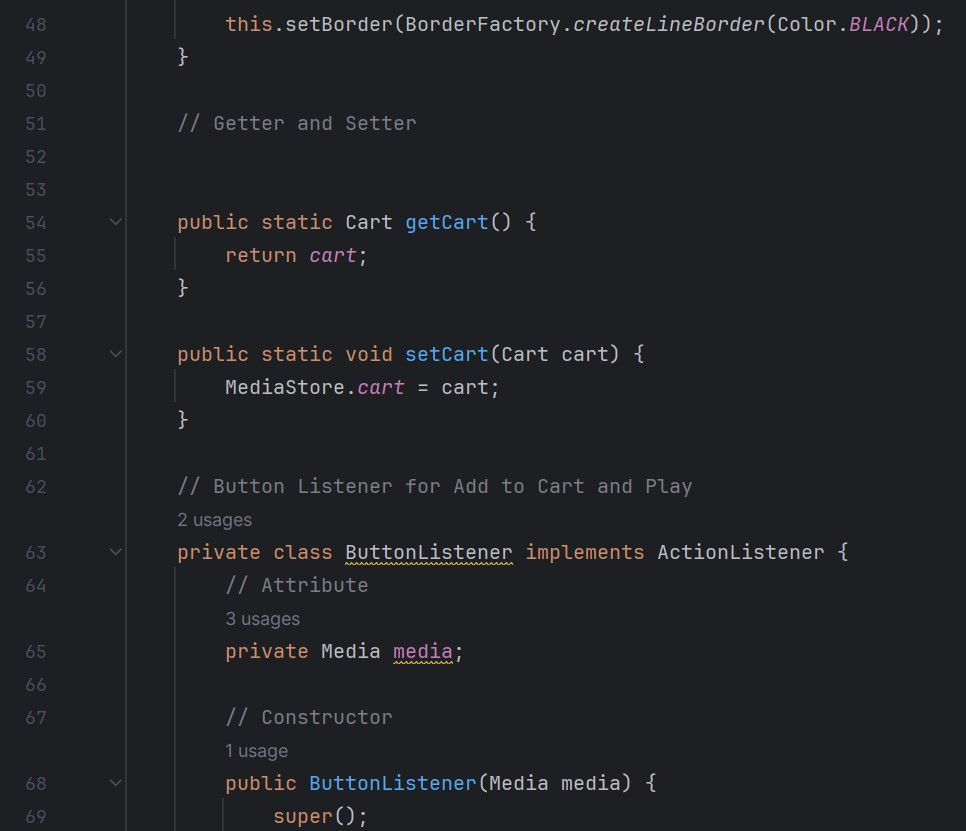 48 this.setBorder(BorderFactory.createLineBorder(Color.BLACK));
49 }
50
51 // Getter and Setter
52
53
54 public static Cart getCart() {
55 return cart;
56 }
57
58 public static void setCart(Cart cart) {
59 MediaStore.cart = cart;
60 }
61
62 // Button Listener for Add to Cart and Play
2 usages
63 private class ButtonListener implements ActionListener {
64 // Attribute
3 usages
65 private Media media;
66
67 // Constructor
1 usage
68 public ButtonListener(Media media) {
69 super();